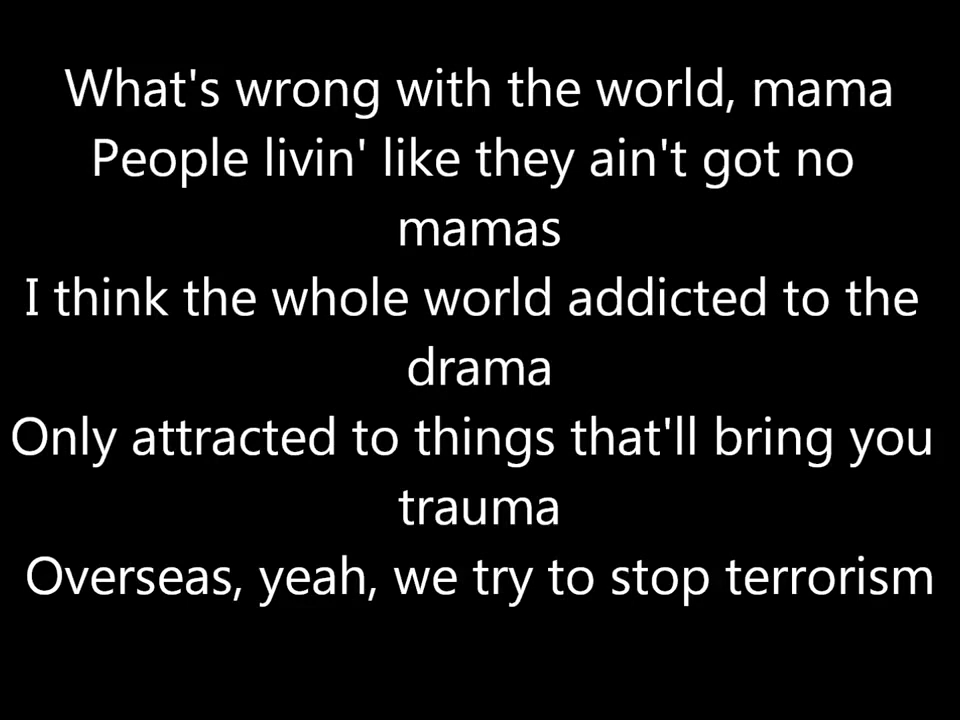 What's wrong with the world, mama
People livin' like they ain't got no
mamas
I think the whole world addicted to the
drama
Only attracted to things that'll bring you
trauma
Overseas, yeah, we try to stop terrorism